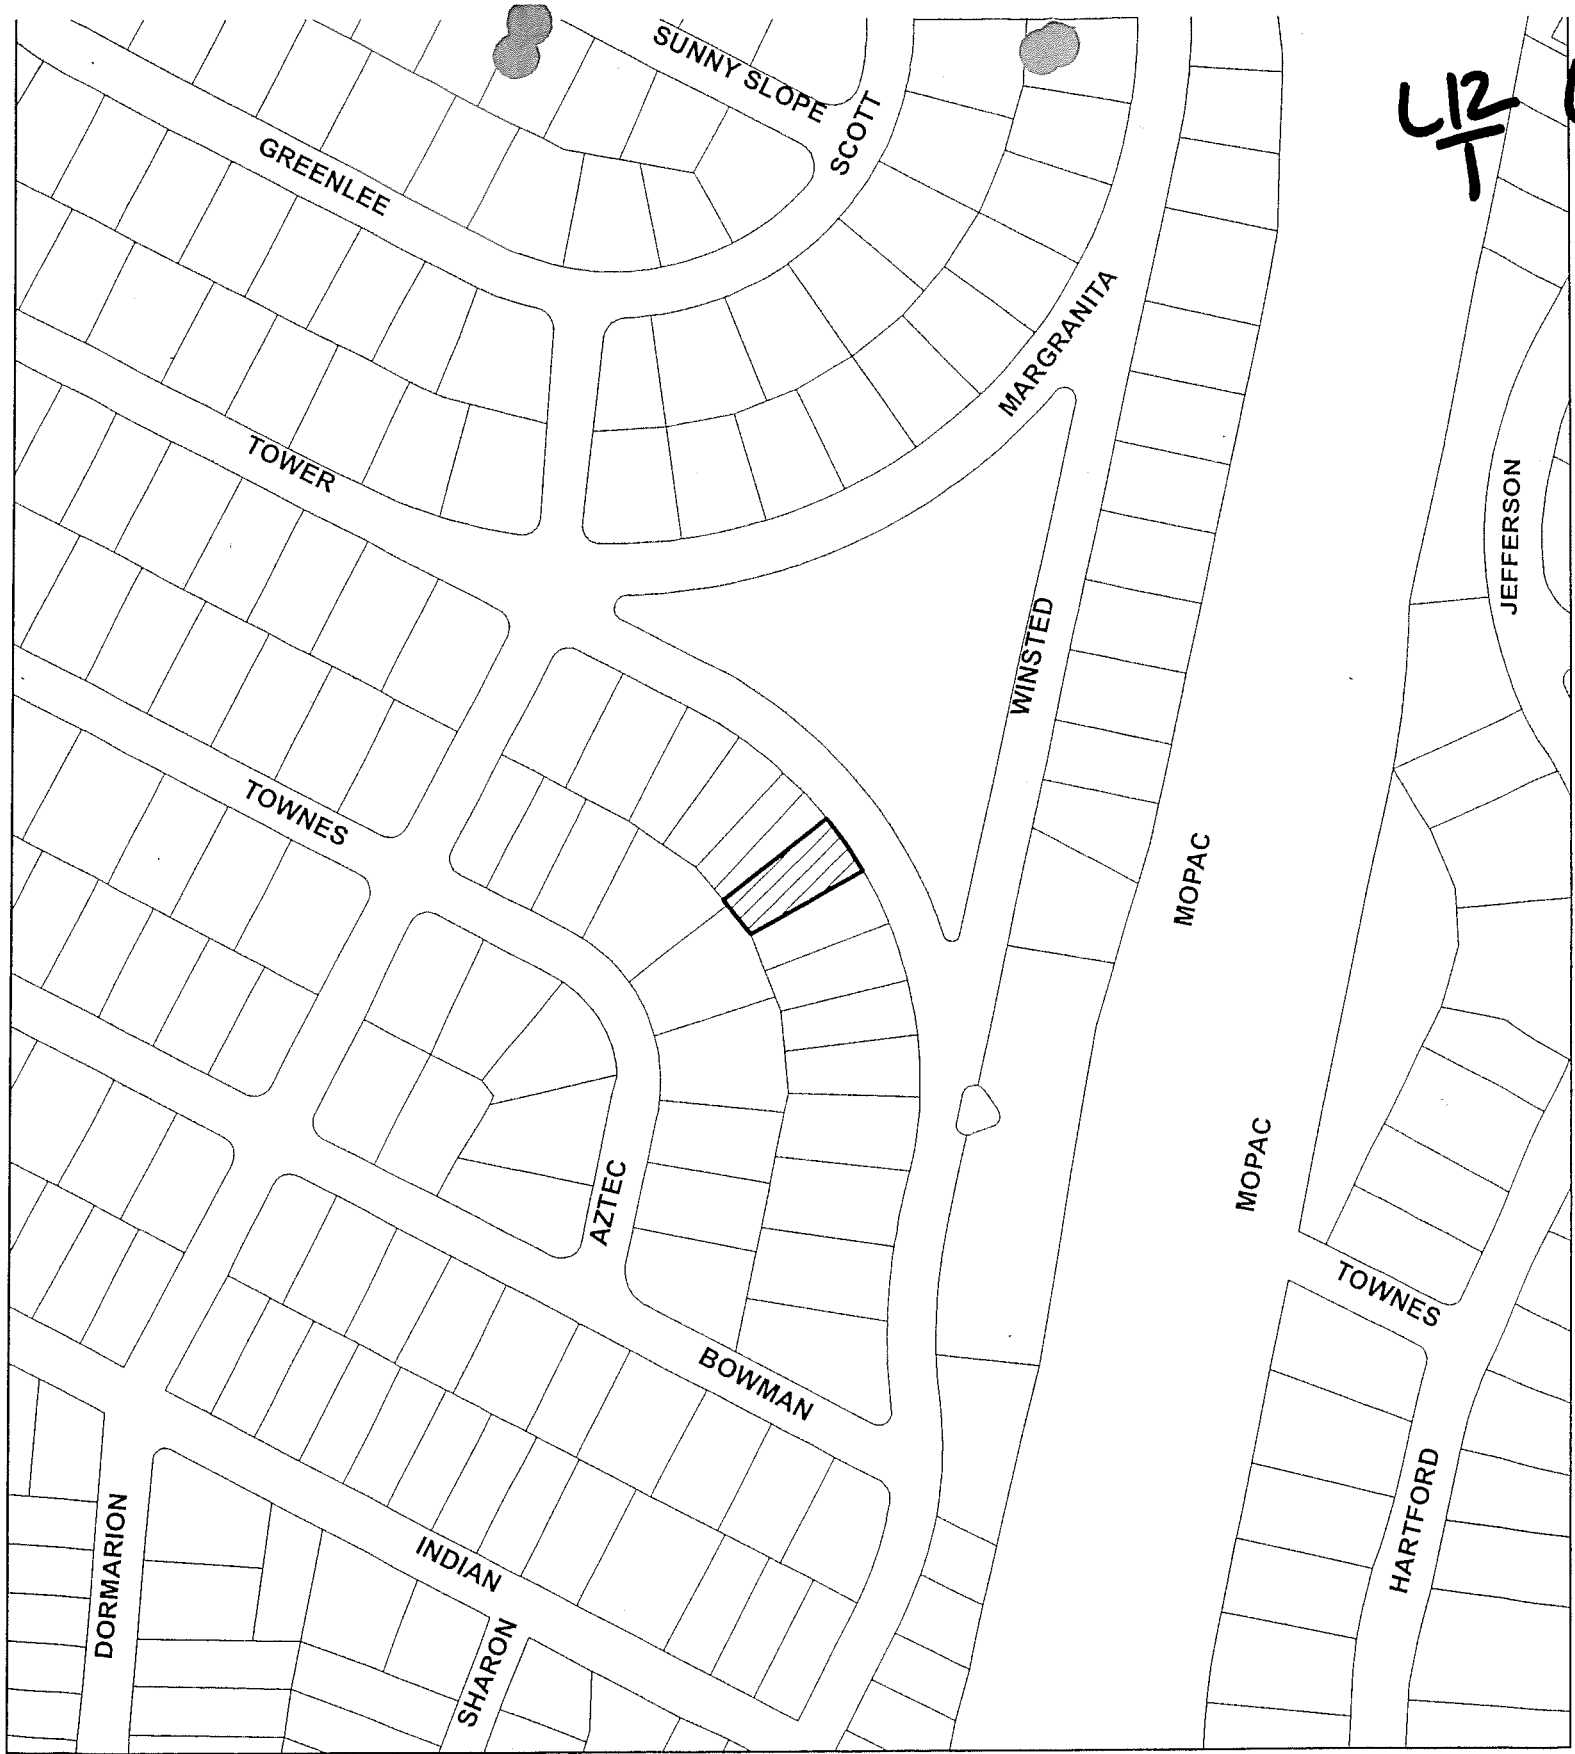 SUNNY SLOPE
SCOTT
L12
1
GREENLEE
MARGRANITA
TOWER
JEFFERSON
WINSTED
TOWNES
MOPAC
MOPAC
AZTEC
TOWNES
BOWMAN
HARTFORD
DORMARION
INDIAN
SHARON